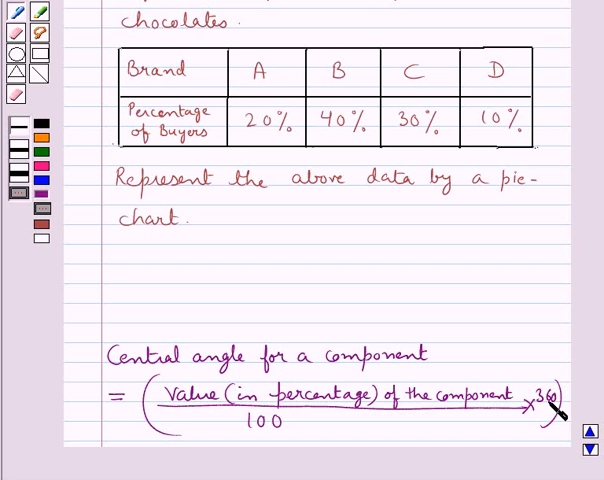 chocolates.
Brand A B C D
Percentage of Buyers 20% 40% 30% 10%
Represent the above data by a pie-
chart.
Central angle for a component
= (Value (in percentage) of the component × 360)
100